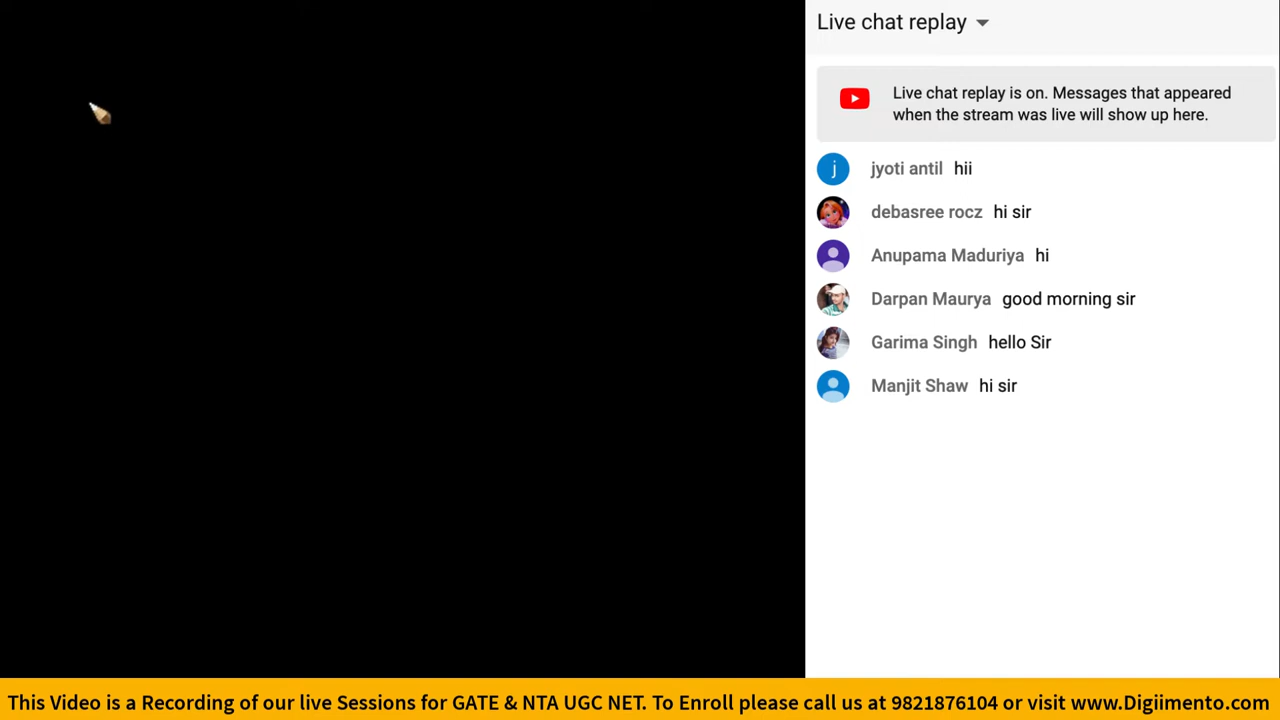 Live chat replay
Live chat replay is on. Messages that appeared
when the stream was live will show up here.
j jyoti antil hii
debasree rocz hi sir
Anupama Maduriya hi
Darpan Maurya good morning sir
Garima Singh hello Sir
Manjit Shaw hi sir
This Video is a Recording of our live Sessions for GATE & NTA UGC NET. To Enroll please call us at 9821876104 or visit www.Digiimento.com